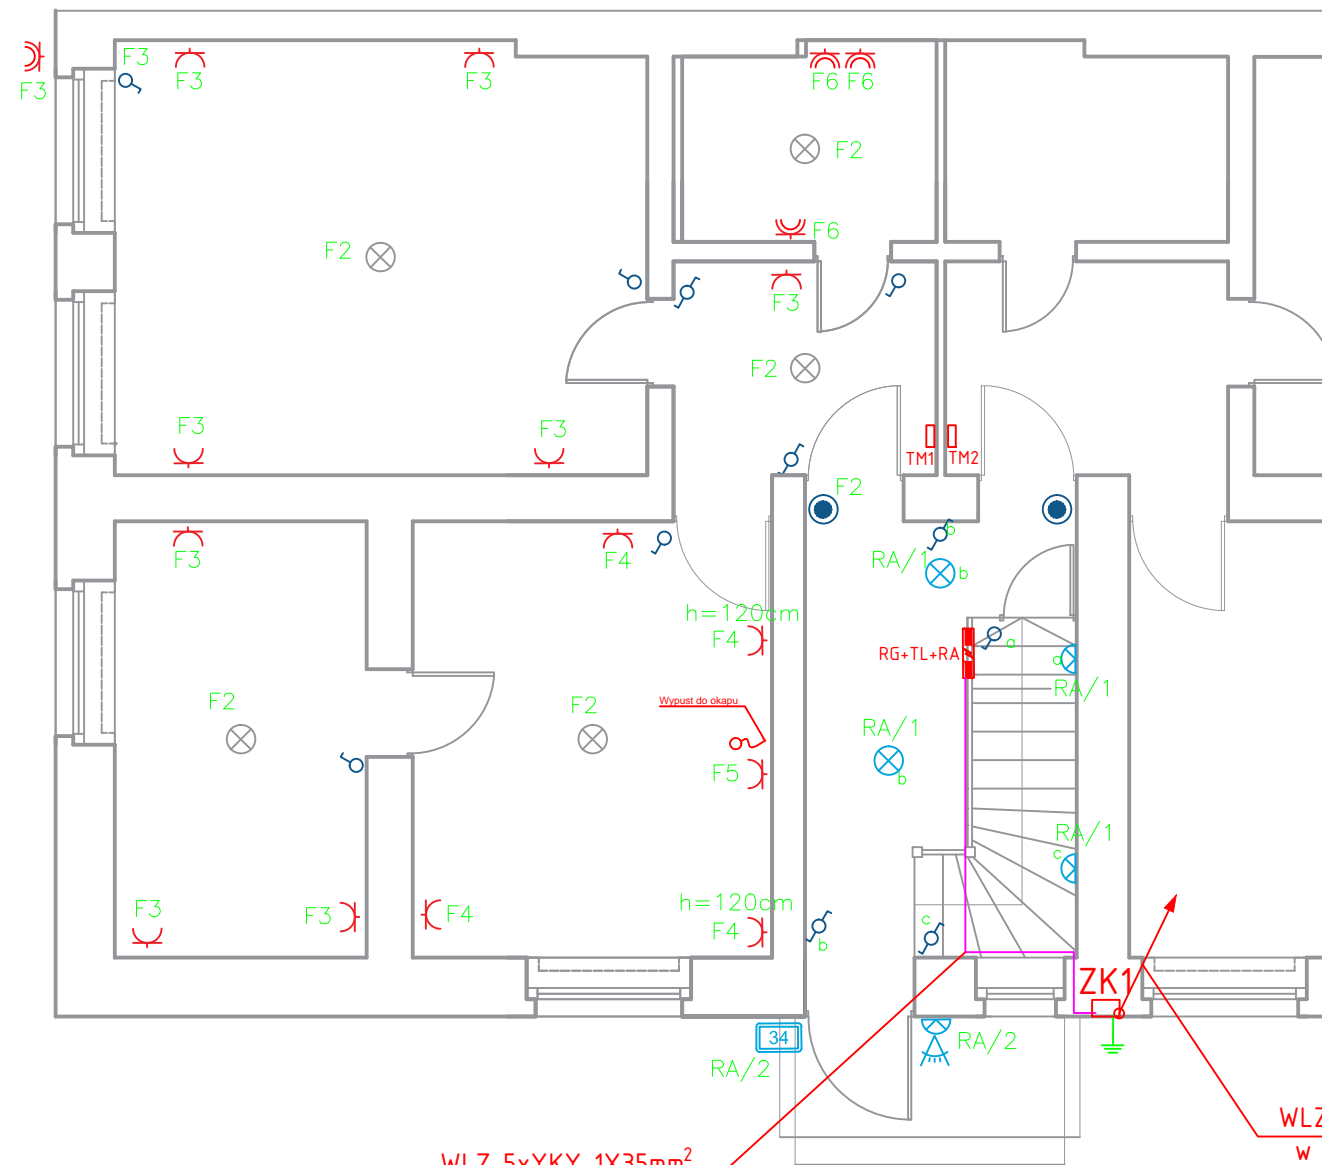 F3
F3
F3
F3
F6 F6
F2
F6
F2
F3
F2
F3
F3
TM1 TM2
F2
b
F3
F4
RA/1
b
h=120cm
F4
a
RG+TL+RA
a
RA/1
F2
F2
Wypust do okapu
RA/1
b
F5
RA/1
c
h=120cm
F3
F3
F4
F4
c
b
ZK1
34
RA/2
RA/2
WLZ
w
WLZ 5xYKY 1X35mm²